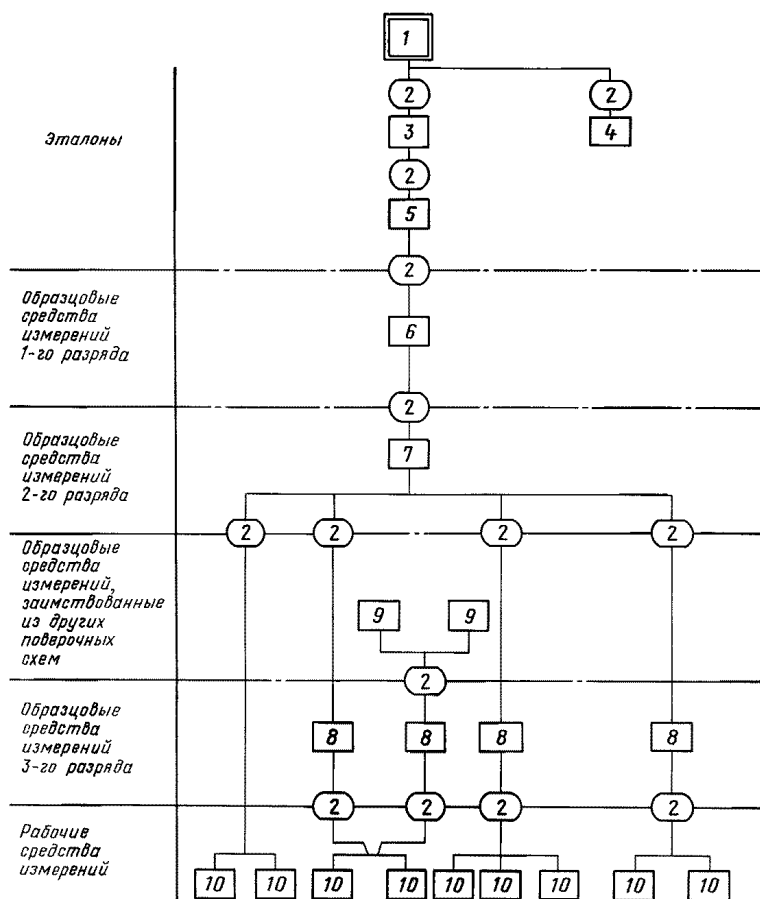 1
2
2
Эталоны
3
4
2
5
2
Образцовые
средства
измерений
1-го разряда
6
2
Образцовые
средства
измерений
2-го разряда
7
2
2
2
2
Образцовые
средства
измерений,
заимствованные
из других
поверочных
схем
9
9
2
Образцовые
средства
измерений
3-го разряда
8
8
8
8
2
2
2
2
Рабочие
средства
измерений
10
10
10
10
10
10
10
10
10